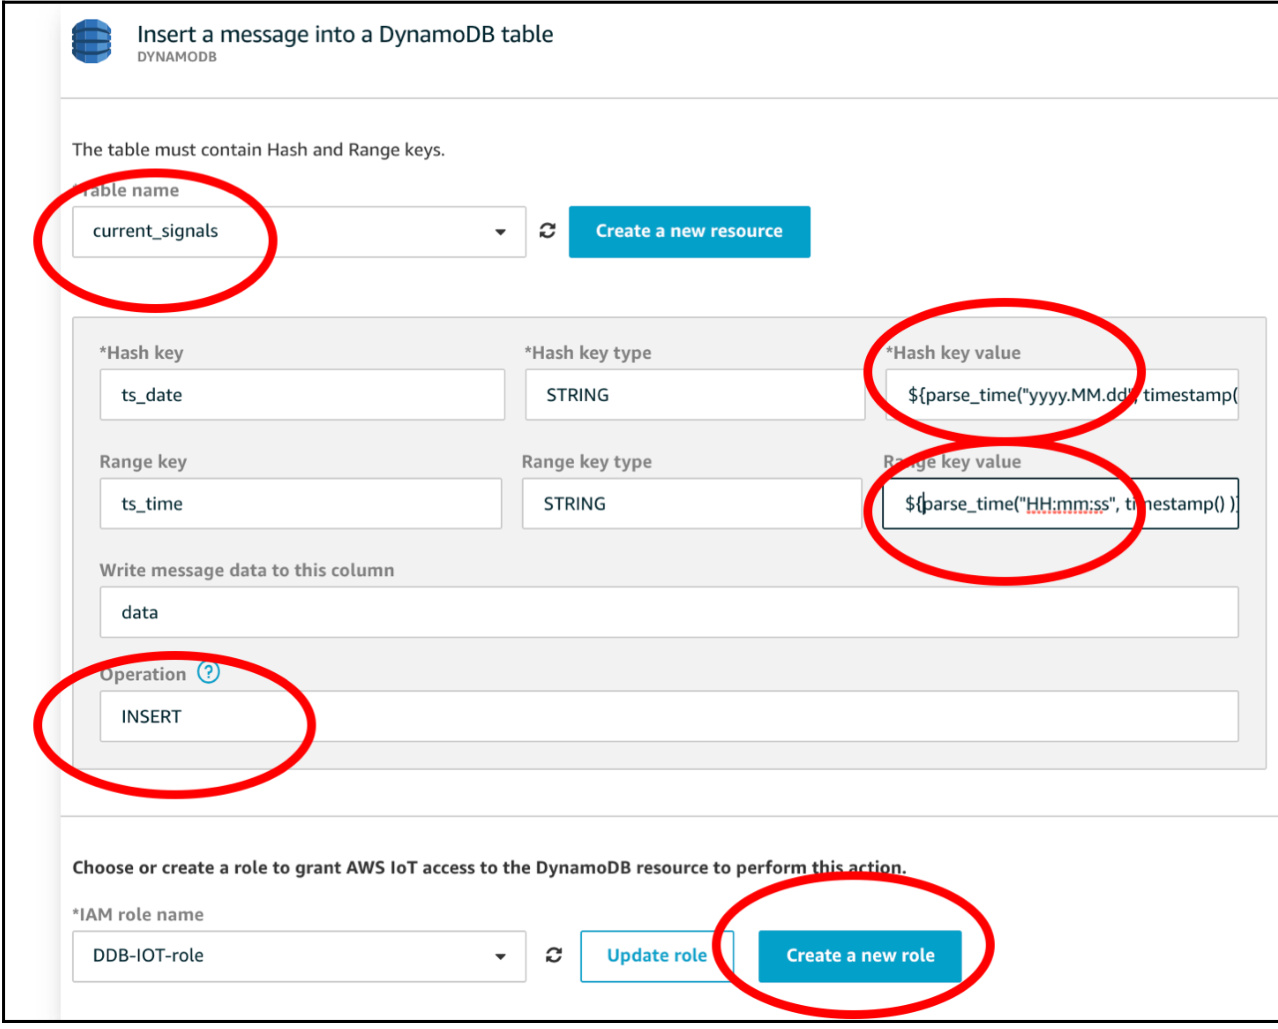 Insert a message into a DynamoDB table
DYNAMODB
The table must contain Hash and Range keys.
*Table name
current_signals
Create a new resource
*Hash key *Hash key type *Hash key value
ts_date STRING ${parse_time("yyyy.MM.dd", timestamp(
Range key Range key type Range key value
ts_time STRING ${parse_time("HH:mm:ss", timestamp() )}
Write message data to this column
data
Operation ?
INSERT
Choose or create a role to grant AWS IoT access to the DynamoDB resource to perform this action.
*IAM role name
DDB-IOT-role Update role Create a new role